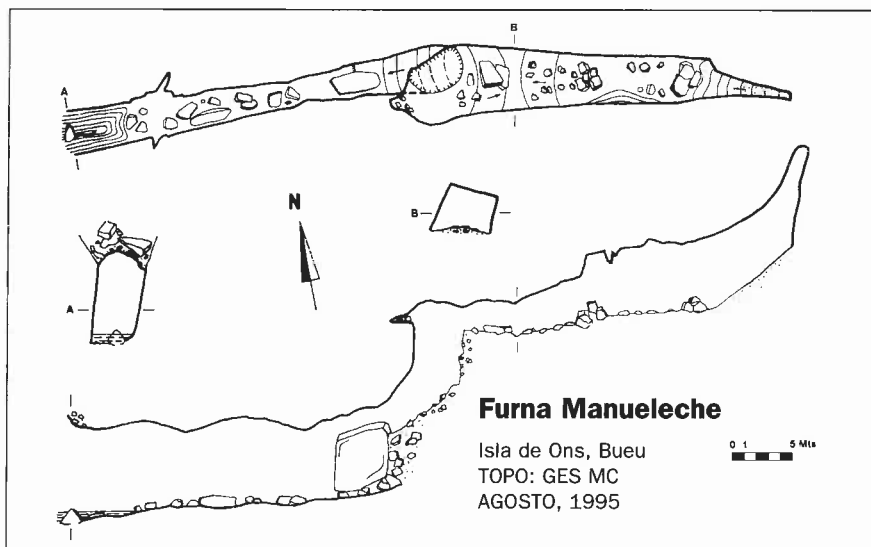 B
A
N
B
A
Furna Manueleche
Isla de Ons, Bueu
TOPO: GES MC
AGOSTO, 1995
0 1 5 Mts